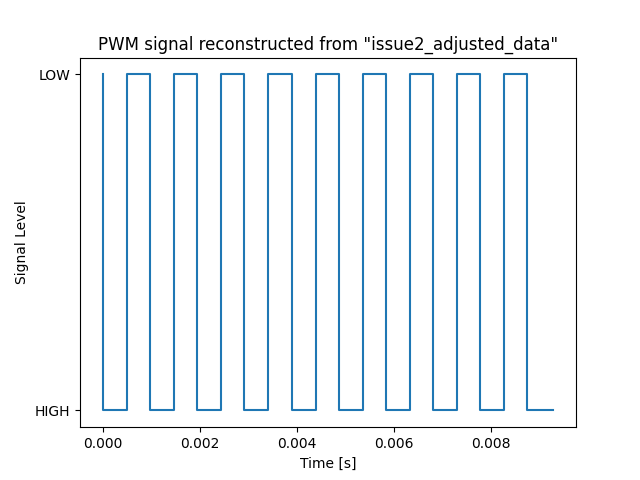 PWM signal reconstructed from "issue2_adjusted_data"
LOW
Signal Level
HIGH
0.000 0.002 0.004 0.006 0.008
Time [s]